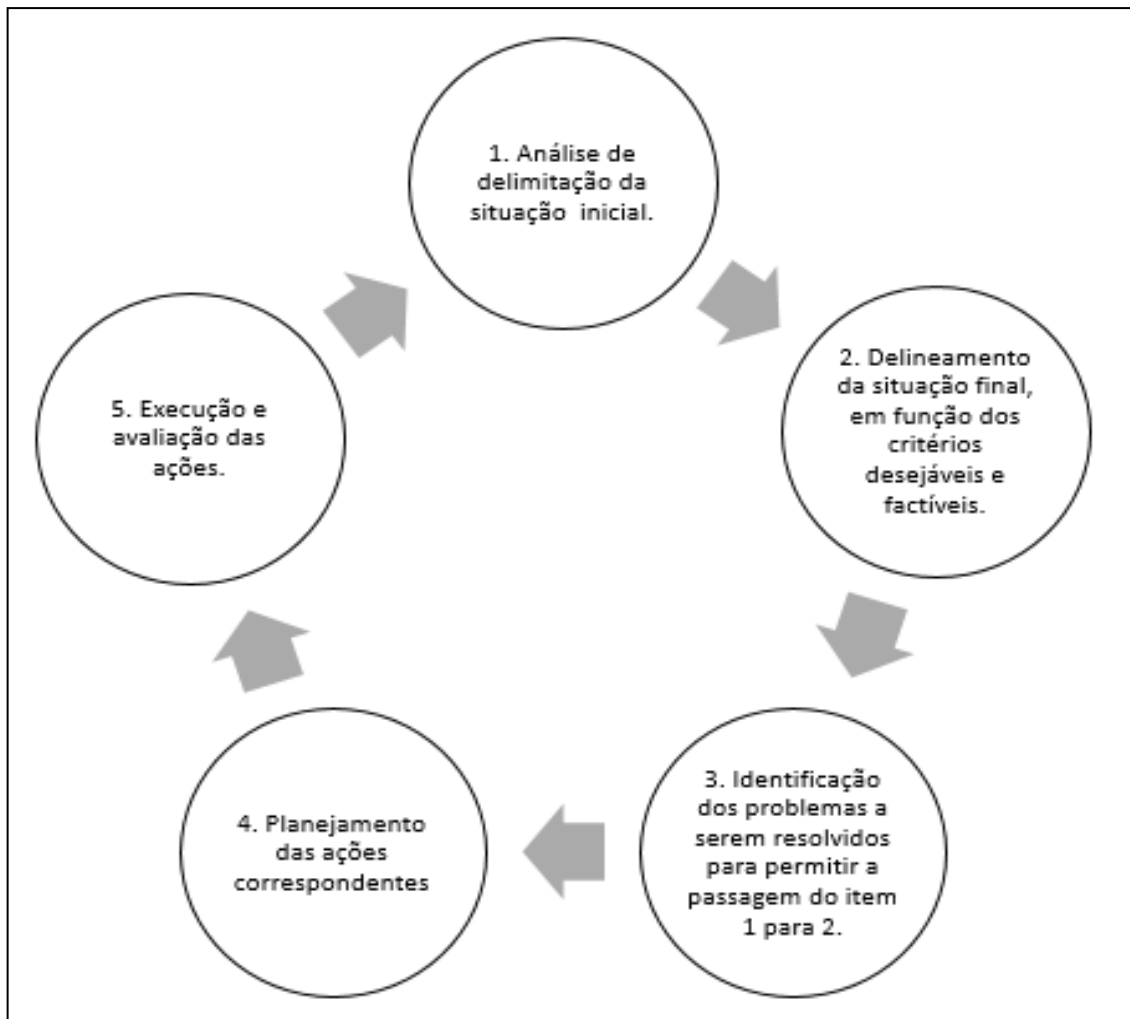 1. Análise de
delimitação da
situação  inicial.
2. Delineamento
da situação final,
em função dos
critérios
desejáveis e
factíveis.
3. Identificação
dos problemas a
serem resolvidos
para permitir a
passagem do item
1 para 2.
4. Planejamento
das ações
correspondentes
5. Execução e
avaliação das
ações.